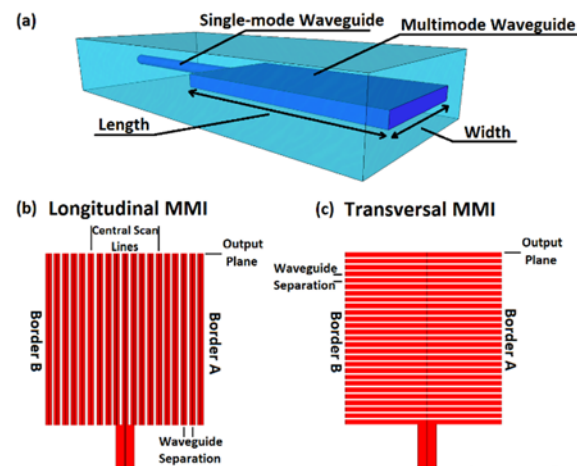 (a)
Single-mode Waveguide
Multimode Waveguide
Length
Width
(b) Longitudinal MMI
Central Scan
Lines
Output
Plane
Border B
Border A
Waveguide
Separation
(c) Transversal MMI
Output
Plane
Waveguide
Separation
Border B
Border A